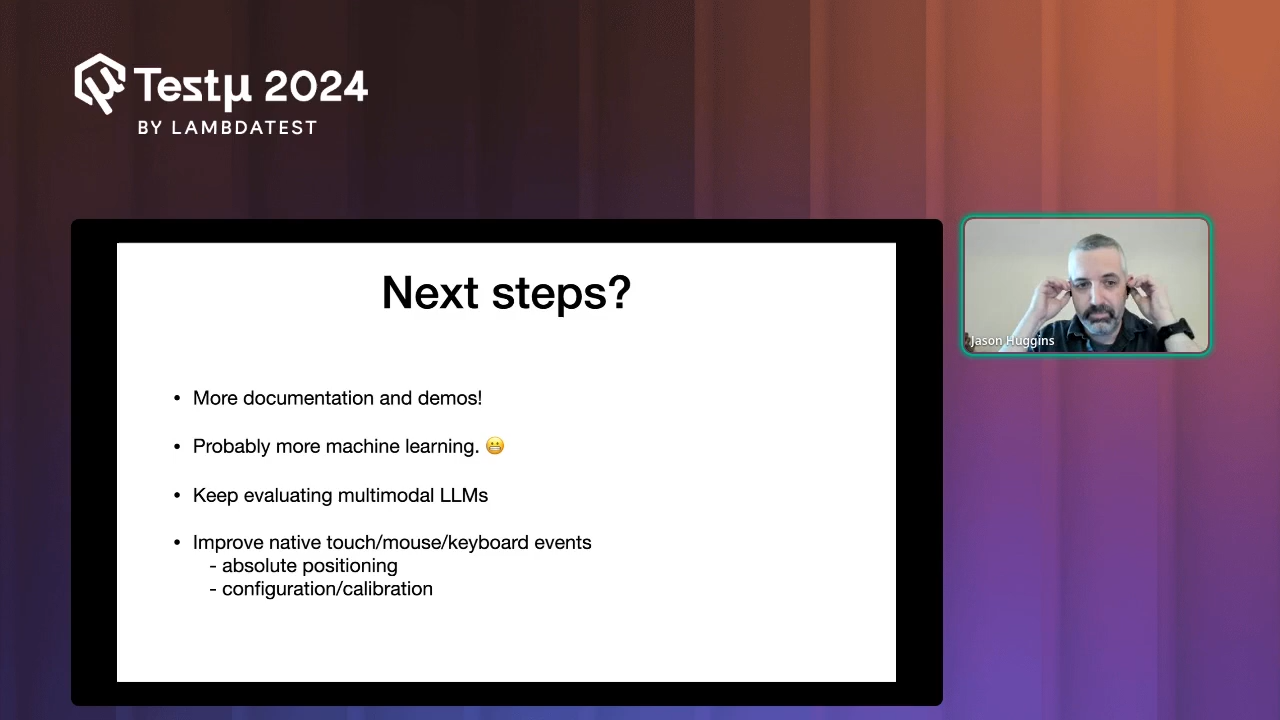 Testμ 2024
BY LAMBDATEST
Next steps?
• More documentation and demos!
• Probably more machine learning. 😬
• Keep evaluating multimodal LLMs
• Improve native touch/mouse/keyboard events
- absolute positioning
- configuration/calibration
Jason Huggins